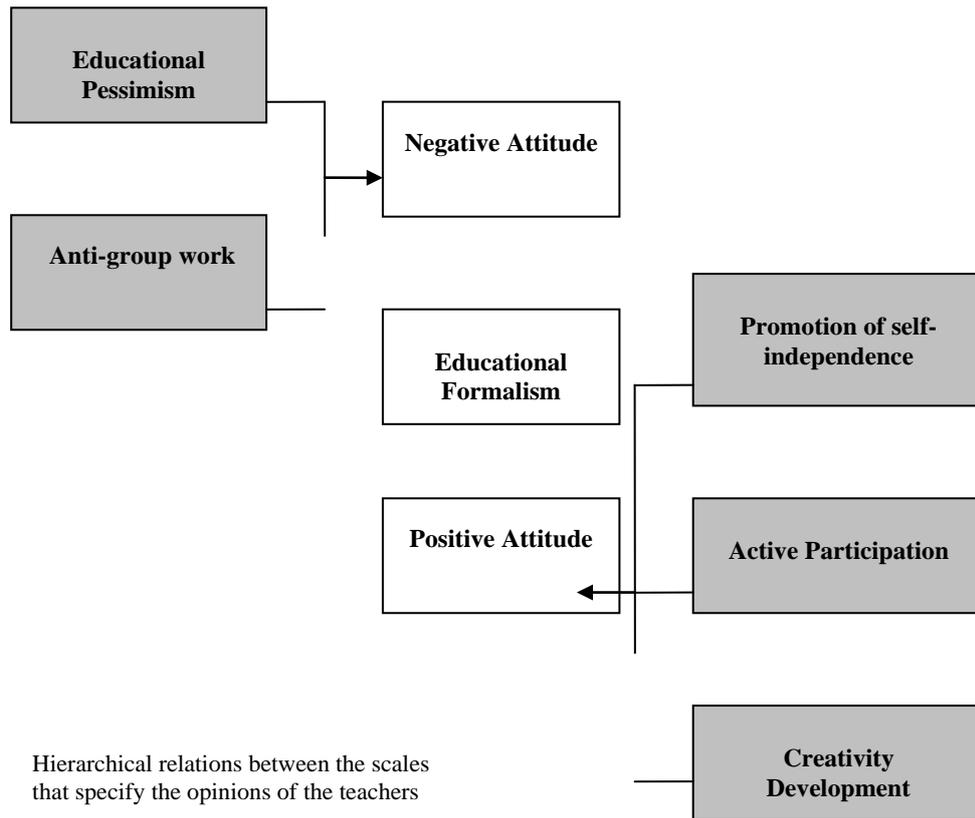 Educational
Pessimism
Negative Attitude
Anti-group work
Promotion of self-
independence
Educational
Formalism
Positive Attitude
Active Participation
Creativity
Development
Hierarchical relations between the scales
that specify the opinions of the teachers